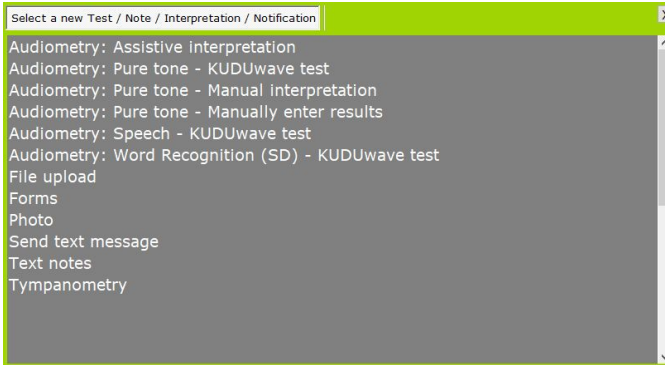 Select a new Test / Note / Interpretation / Notification
Audiometry: Assistive interpretation
Audiometry: Pure tone - KUDUwave test
Audiometry: Pure tone - Manual interpretation
Audiometry: Pure tone - Manually enter results
Audiometry: Speech - KUDUwave test
Audiometry: Word Recognition (SD) - KUDUwave test
File upload
Forms
Photo
Send text message
Text notes
Tympanometry